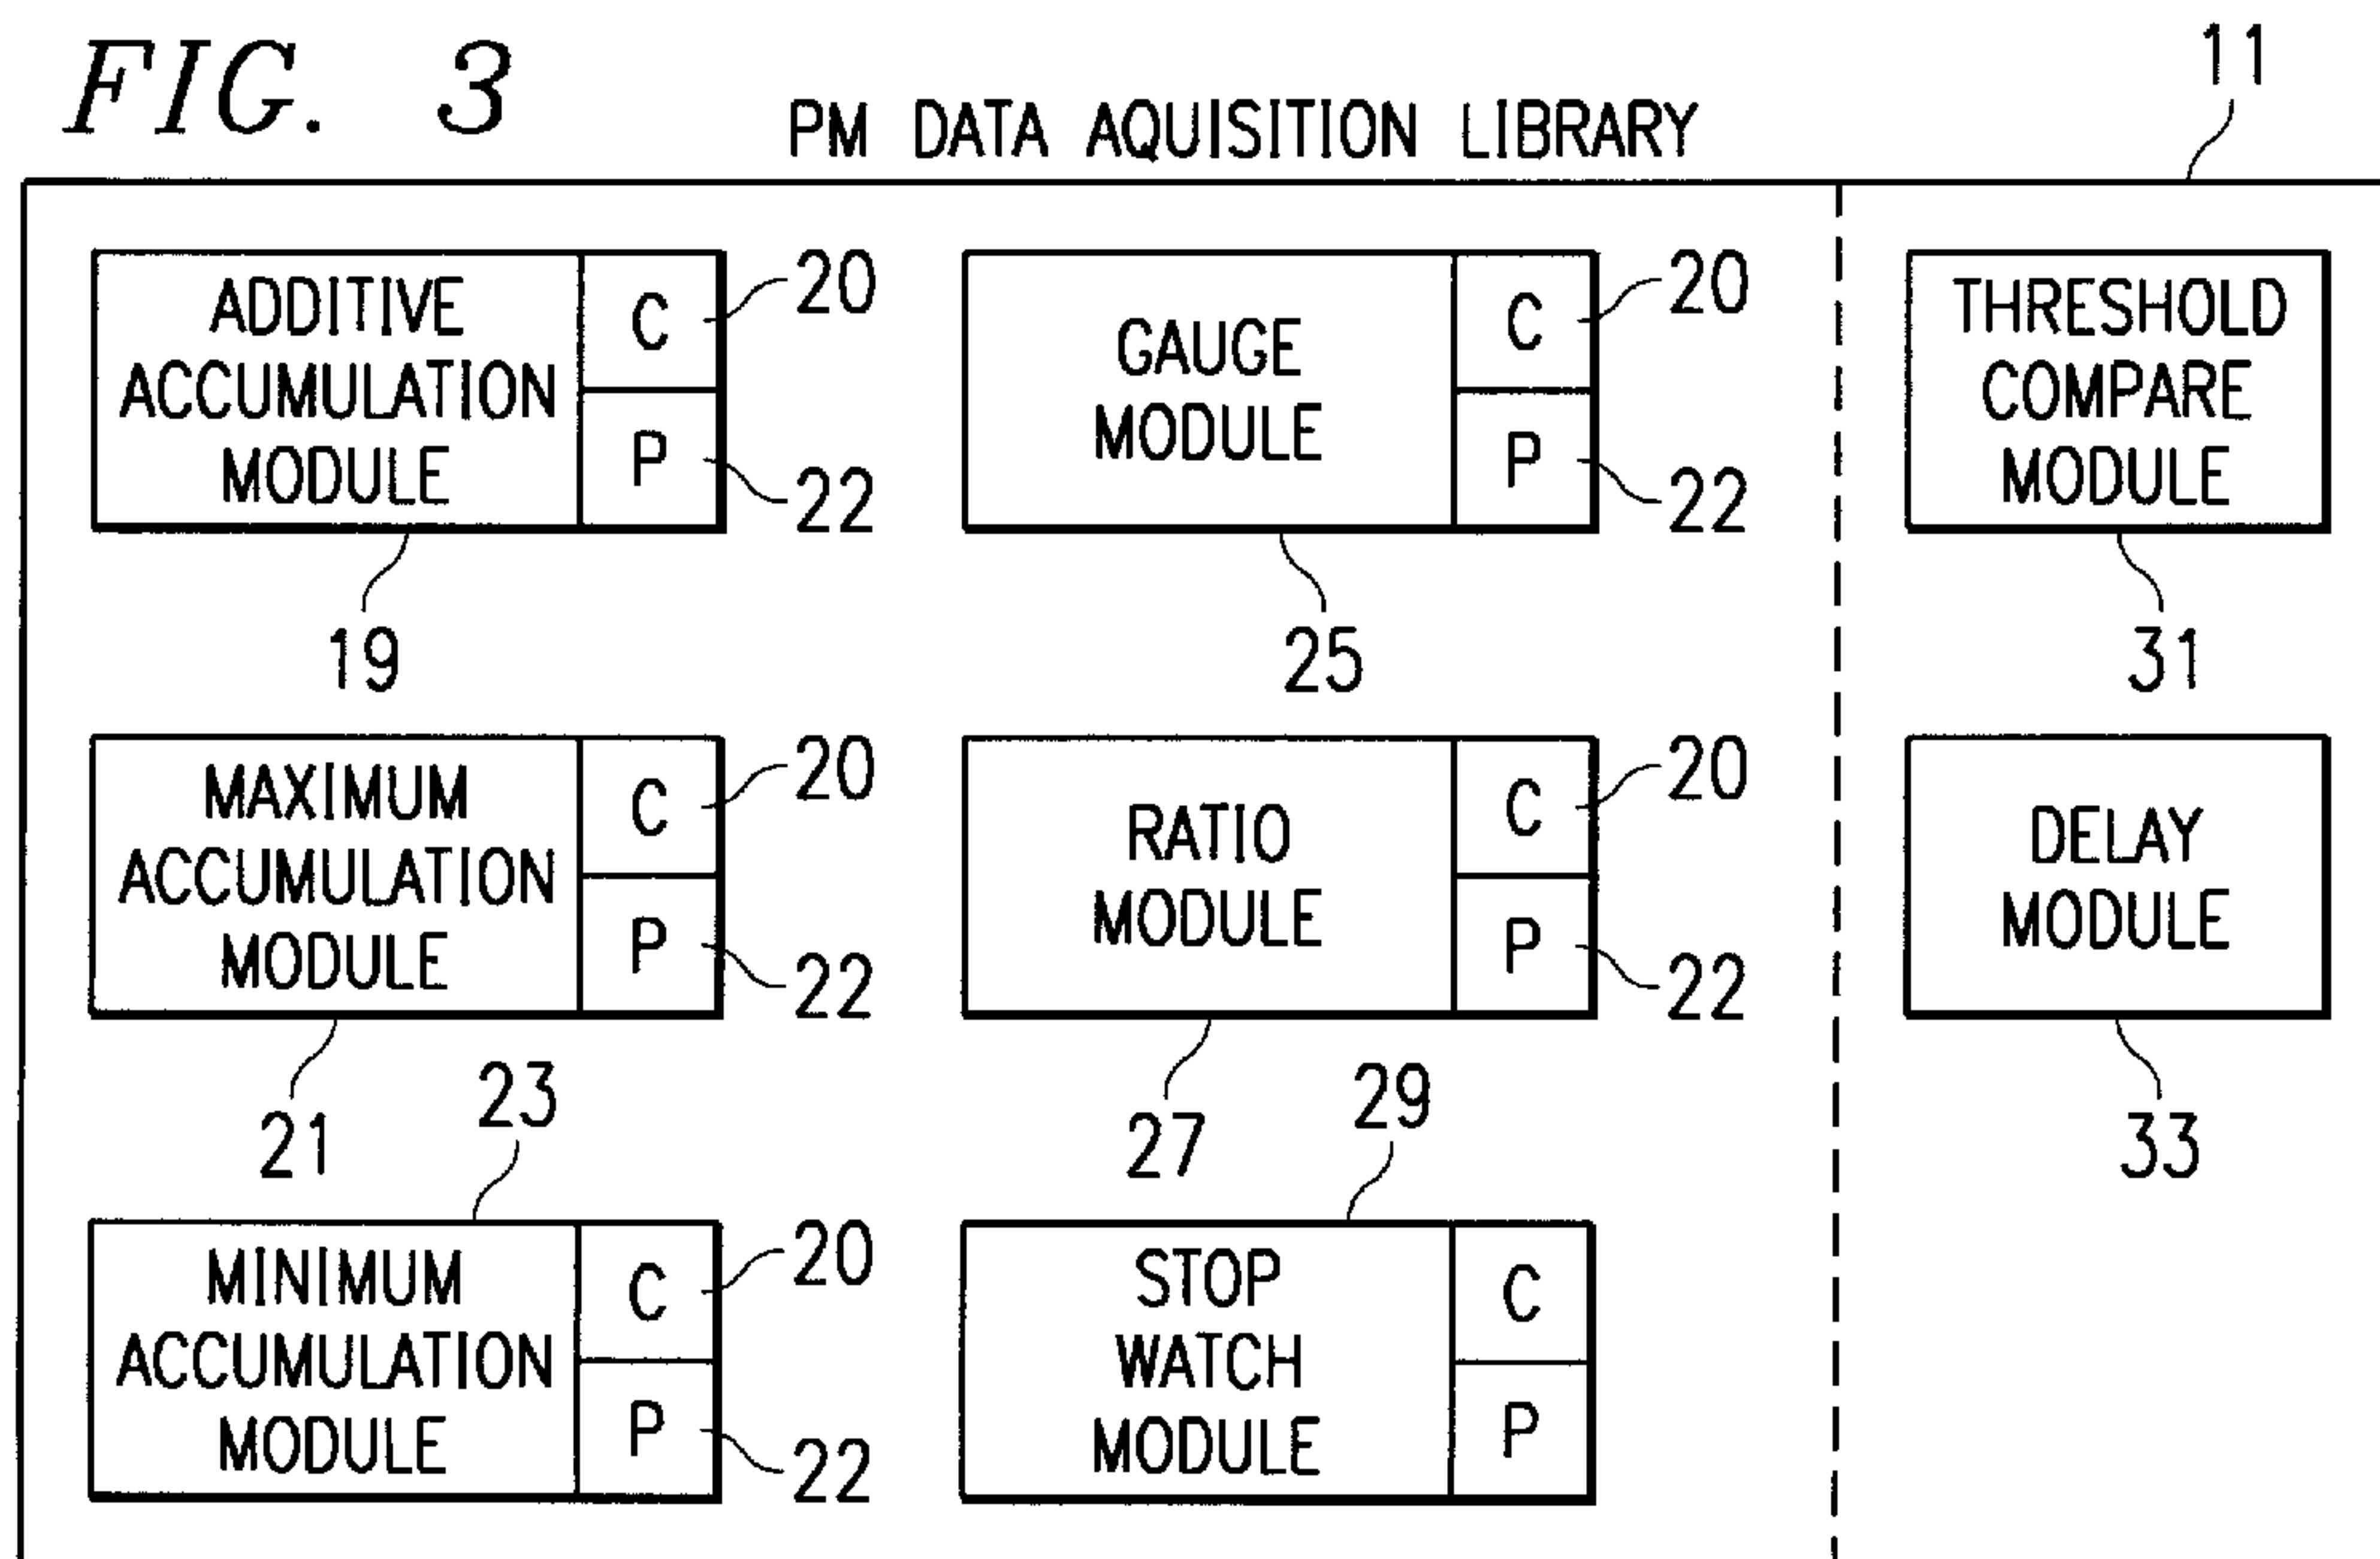 FIG. 3
11
PM DATA AQUISITION LIBRARY
ADDITIVE
ACCUMULATION
MODULE
C
P
20
22
19
GAUGE
MODULE
C
P
20
22
25
THRESHOLD
COMPARE
MODULE
31
MAXIMUM
ACCUMULATION
MODULE
C
P
20
22
21
RATIO
MODULE
C
P
20
22
27
DELAY
MODULE
33
23
MINIMUM
ACCUMULATION
MODULE
C
P
20
22
29
STOP
WATCH
MODULE
C
P